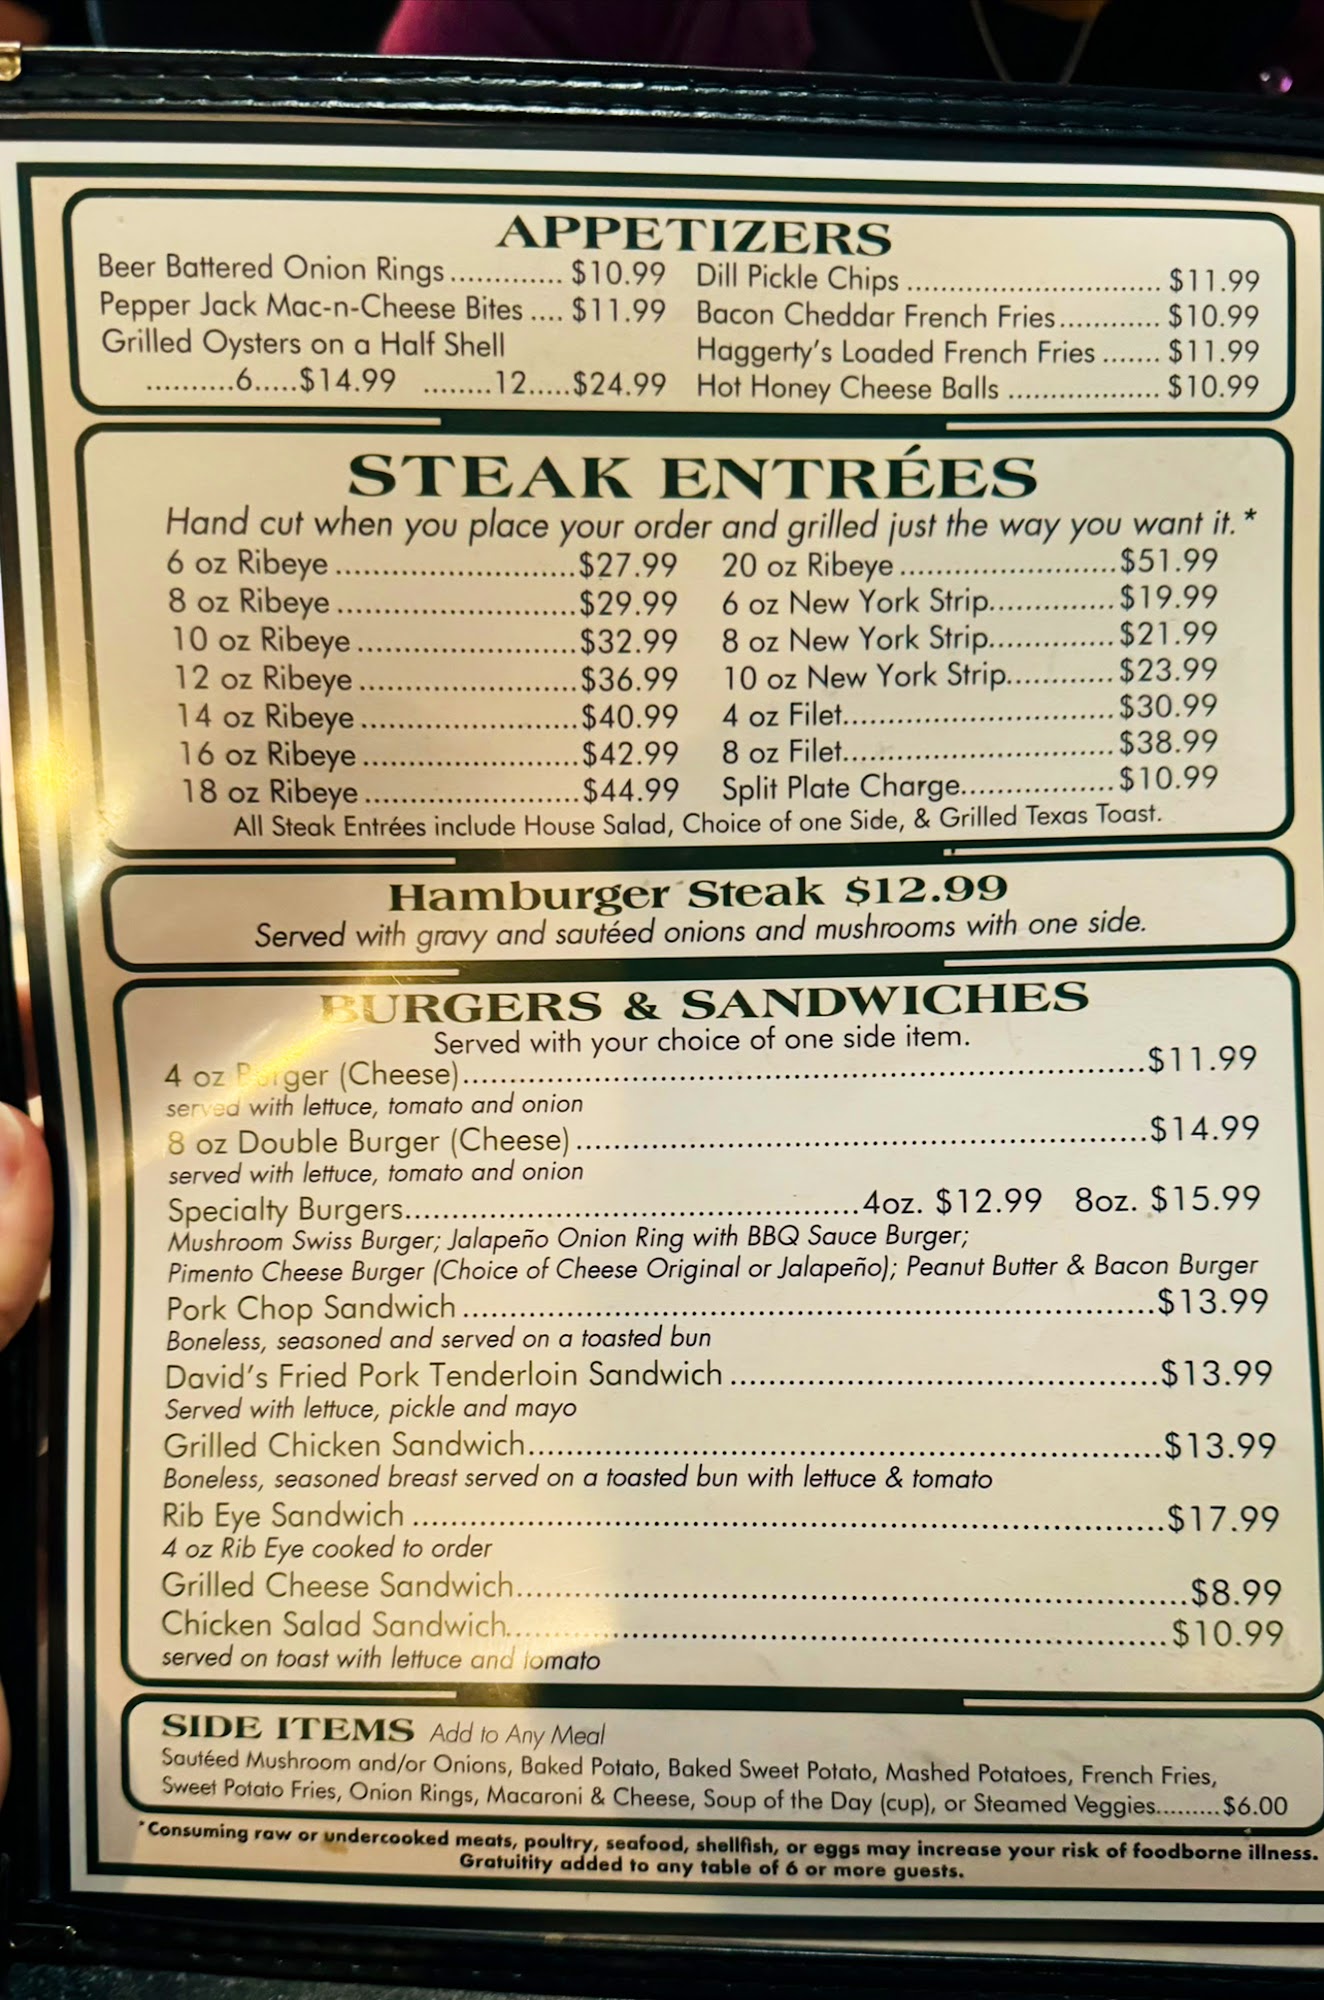 APPETIZERS
Beer Battered Onion Rings............. $10.99
Pepper Jack Mac-n-Cheese Bites .... $11.99
Grilled Oysters on a Half Shell
..........6.....$14.99 ........12.....$24.99
Dill Pickle Chips ............................. $11.99
Bacon Cheddar French Fries............ $10.99
Haggerty's Loaded French Fries ....... $11.99
Hot Honey Cheese Balls .................. $10.99
STEAK ENTRÉES
Hand cut when you place your order and grilled just the way you want it.*
6 oz Ribeye ..........................$27.99
8 oz Ribeye ..........................$29.99
10 oz Ribeye ........................$32.99
12 oz Ribeye ........................$36.99
14 oz Ribeye ........................$40.99
16 oz Ribeye ........................$42.99
18 oz Ribeye ........................$44.99
20 oz Ribeye ........................$51.99
6 oz New York Strip..............$19.99
8 oz New York Strip..............$21.99
10 oz New York Strip............$23.99
4 oz Filet..............................$30.99
8 oz Filet..............................$38.99
Split Plate Charge.................$10.99
All Steak Entrées include House Salad, Choice of one Side, & Grilled Texas Toast.
Hamburger Steak $12.99
Served with gravy and sautéed onions and mushrooms with one side.
BURGERS & SANDWICHES
Served with your choice of one side item.
4 oz Burger (Cheese)..........................................................................$11.99
served with lettuce, tomato and onion
8 oz Double Burger (Cheese) ..............................................................$14.99
served with lettuce, tomato and onion
Specialty Burgers.................................................4oz. $12.99 8oz. $15.99
Mushroom Swiss Burger; Jalapeño Onion Ring with BBQ Sauce Burger;
Pimento Cheese Burger (Choice of Cheese Original or Jalapeño); Peanut Butter & Bacon Burger
Pork Chop Sandwich ..........................................................................$13.99
Boneless, seasoned and served on a toasted bun
David's Fried Pork Tenderloin Sandwich ..............................................$13.99
Served with lettuce, pickle and mayo
Grilled Chicken Sandwich....................................................................$13.99
Boneless, seasoned breast served on a toasted bun with lettuce & tomato
Rib Eye Sandwich ................................................................................$17.99
4 oz Rib Eye cooked to order
Grilled Cheese Sandwich........................................................................$8.99
Chicken Salad Sandwich......................................................................$10.99
served on toast with lettuce and tomato
SIDE ITEMS Add to Any Meal
Sautéed Mushroom and/or Onions, Baked Potato, Baked Sweet Potato, Mashed Potatoes, French Fries,
Sweet Potato Fries, Onion Rings, Macaroni & Cheese, Soup of the Day (cup), or Steamed Veggies.........$6.00
*Consuming raw or undercooked meats, poultry, seafood, shellfish, or eggs may increase your risk of foodborne illness.
Gratuitity added to any table of 6 or more guests.